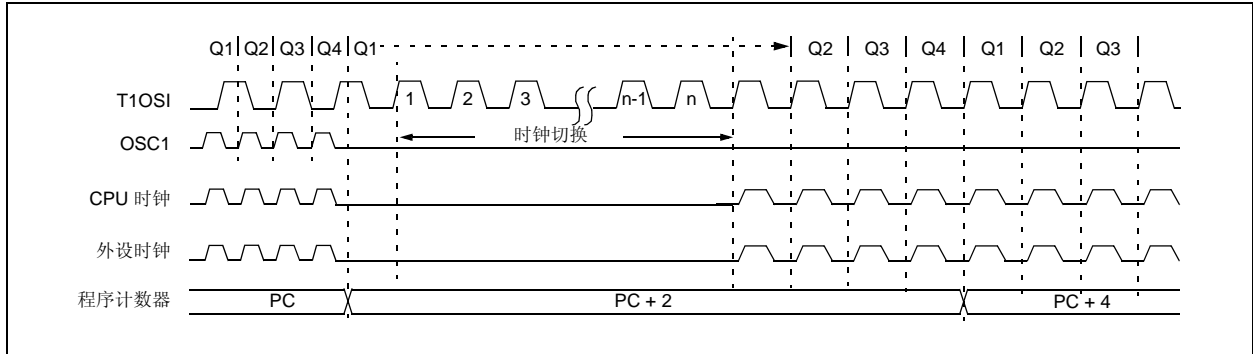 Q1 Q2 Q3 Q4 Q1 Q2 Q3 Q4 Q1 Q2 Q3
T1OSI 1 2 3 n-1 n
OSC1 时钟切换
CPU 时钟
外设时钟
程序计数器 PC PC + 2 PC + 4